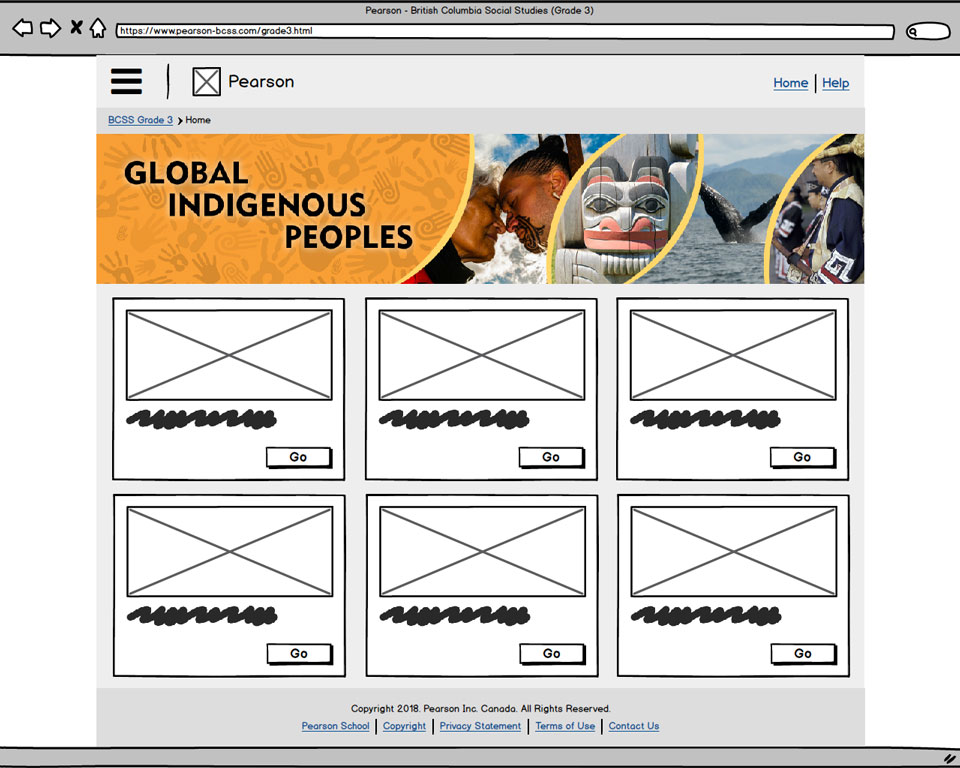 Pearson - British Columbia Social Studies (Grade 3)
https://www.pearson-bcss.com/grade3.html
Pearson
Home Help
BCSS Grade 3 Home
GLOBAL
INDIGENOUS
PEOPLES
Go Go Go
Go Go Go
Copyright 2018. Pearson Inc. Canada. All Rights Reserved.
Pearson School Copyright Privacy Statement Terms of Use Contact Us